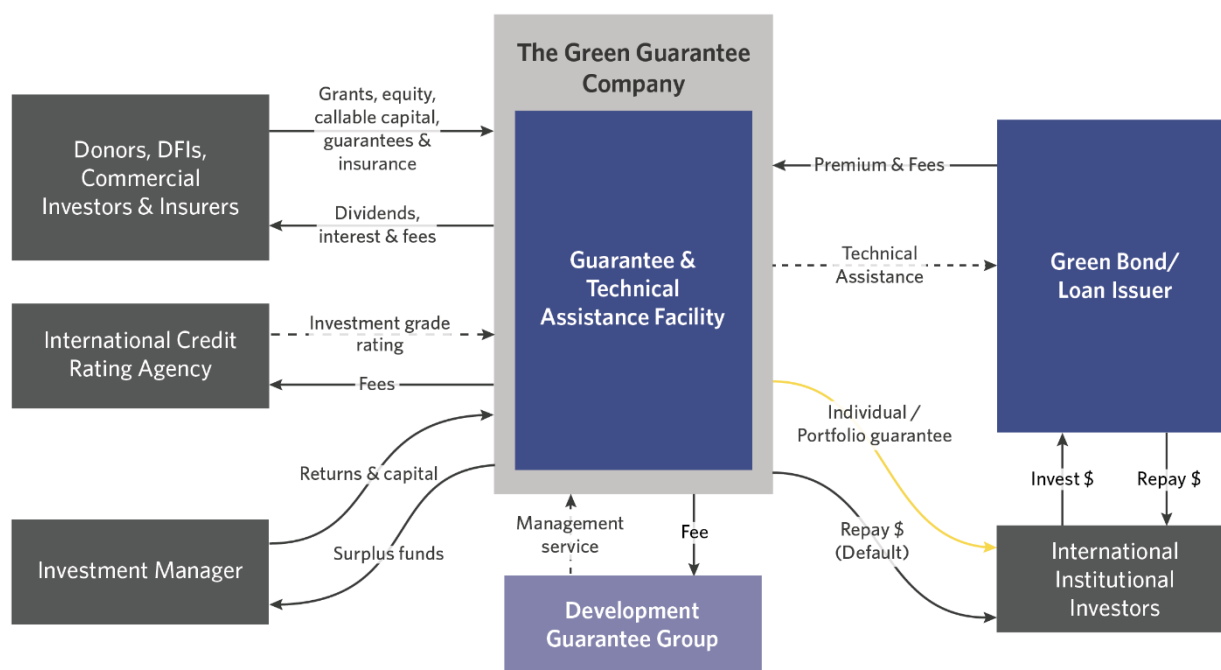 The Green Guarantee
Company
Grants, equity,
callable capital,
guarantees &
insurance
Donors, DFIs,
Commercial
Investors & Insurers
Dividends,
interest & fees
Guarantee &
Technical
Assistance Facility
Premium & Fees
Technical
Assistance
Green Bond/
Loan Issuer
International Credit
Rating Agency
Investment grade
rating
Fees
Individual /
Portfolio guarantee
Returns & capital
Invest $
Repay $
Investment Manager
Surplus funds
Management
service
Fee
Repay $
(Default)
International
Institutional
Investors
Development
Guarantee Group